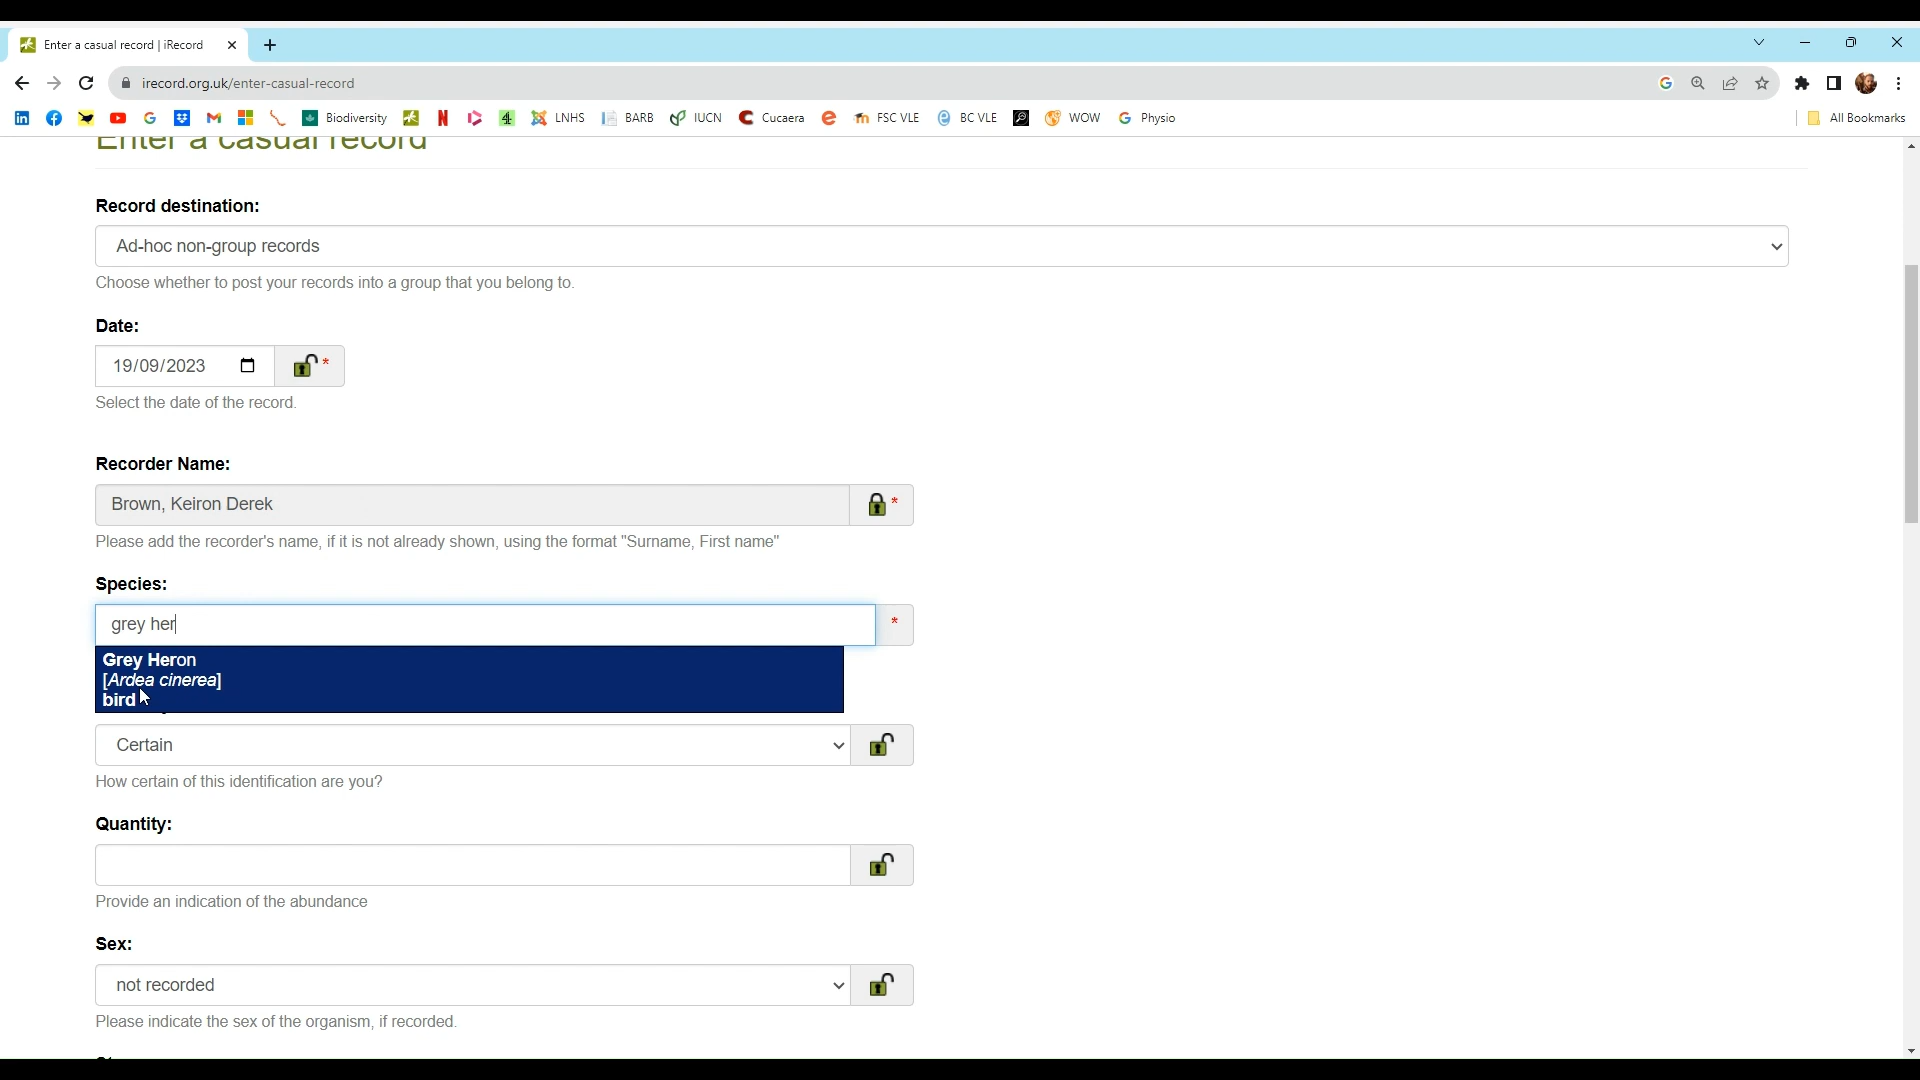 Enter a casual record | iRecord
irecord.org.uk/enter-casual-record
Biodiversity LNHS BARB IUCN Cucaera FSC VLE BC VLE WOW Physio All Bookmarks
Enter a casual record
Record destination:
Ad-hoc non-group records
Choose whether to post your records into a group that you belong to.
Date:
19/09/2023 *
Select the date of the record.
Recorder Name:
Brown, Keiron Derek *
Please add the recorder's name, if it is not already shown, using the format "Surname, First name"
Species:
grey her *
Grey Heron
[Ardea cinerea]
bird
Certain
How certain of this identification are you?
Quantity:
Provide an indication of the abundance
Sex:
not recorded
Please indicate the sex of the organism, if recorded.